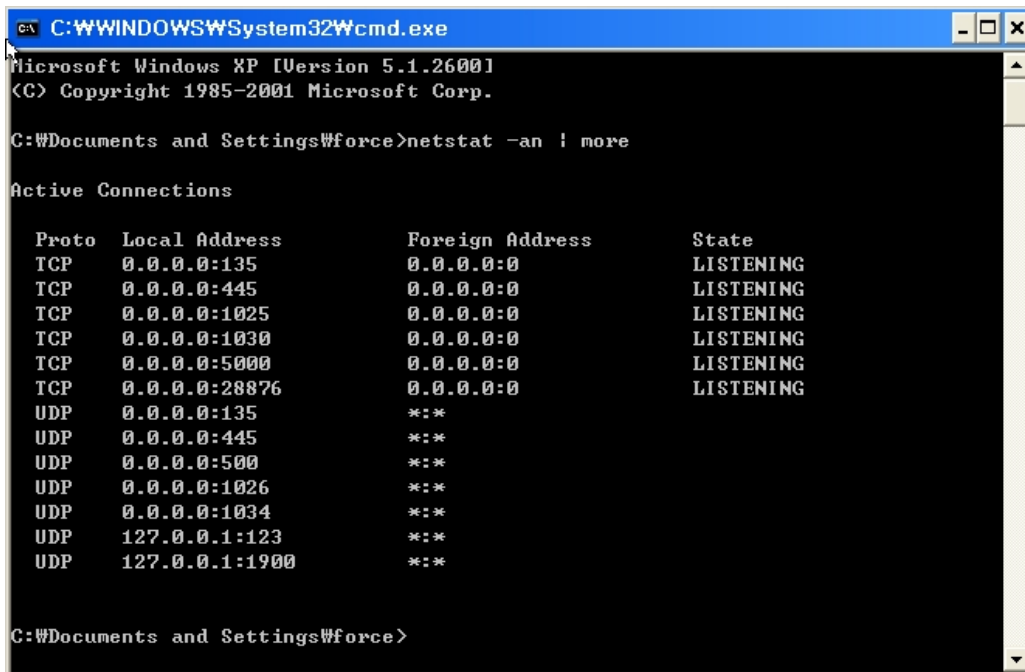 C:₩WINDOWS₩System32₩cmd.exe
Microsoft Windows XP [Version 5.1.2600]
(C) Copyright 1985-2001 Microsoft Corp.
C:₩Documents and Settings₩force>netstat -an | more
Active Connections
Proto Local Address Foreign Address State
TCP 0.0.0.0:135 0.0.0.0:0 LISTENING
TCP 0.0.0.0:445 0.0.0.0:0 LISTENING
TCP 0.0.0.0:1025 0.0.0.0:0 LISTENING
TCP 0.0.0.0:1030 0.0.0.0:0 LISTENING
TCP 0.0.0.0:5000 0.0.0.0:0 LISTENING
TCP 0.0.0.0:28876 0.0.0.0:0 LISTENING
UDP 0.0.0.0:135 *:*
UDP 0.0.0.0:445 *:*
UDP 0.0.0.0:500 *:*
UDP 0.0.0.0:1026 *:*
UDP 0.0.0.0:1034 *:*
UDP 127.0.0.1:123 *:*
UDP 127.0.0.1:1900 *:*
C:₩Documents and Settings₩force>